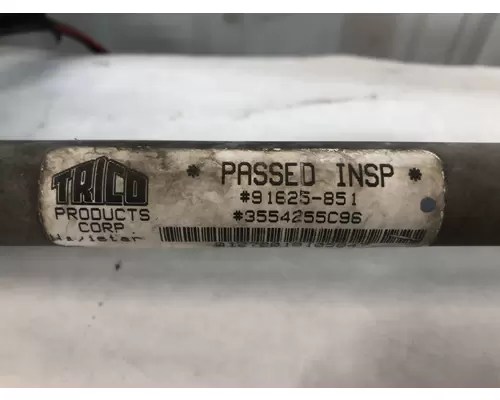 TRICO
PRODUCTS
CORP
* PASSED INSP *
#91625-851
#3554255C96